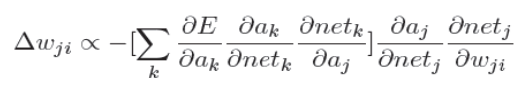 Δw_{ji} ∝ −[∑_k ∂E/∂a_k ∂a_k/∂net_k ∂net_k/∂a_j] ∂a_j/∂net_j ∂net_j/∂w_{ji}